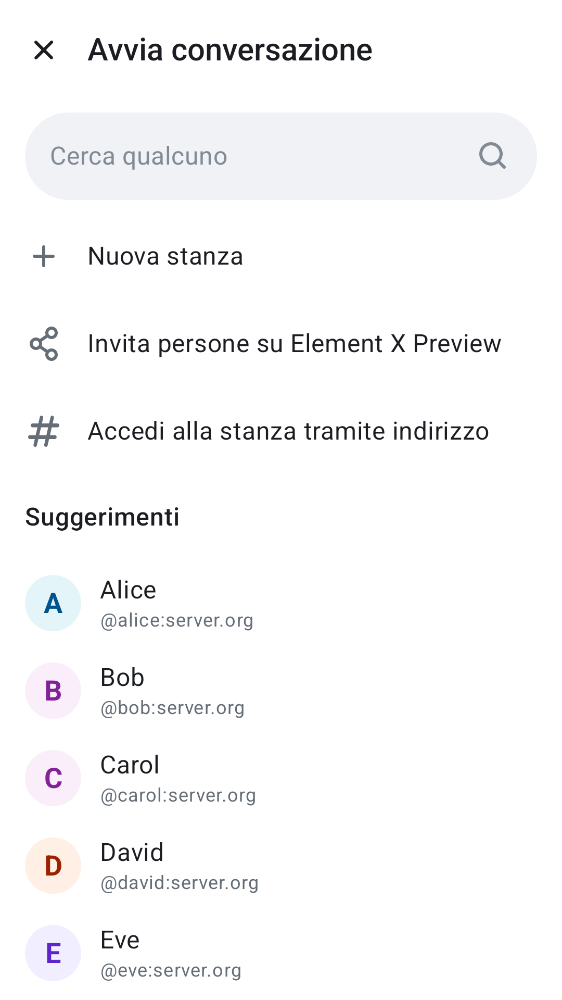 Avvia conversazione
Cerca qualcuno
Nuova stanza
Invita persone su Element X Preview
Accedi alla stanza tramite indirizzo
Suggerimenti
A
Alice
@alice:server.org
B
Bob
@bob:server.org
C
Carol
@carol:server.org
D
David
@david:server.org
E
Eve
@eve:server.org